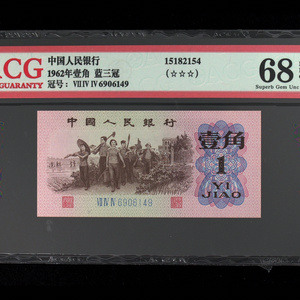 ACG
GUARANTY
中国人民银行
1962年壹角 蓝三冠
冠号: VII IV IV 6906149
15182154
(☆☆☆)
68
Superb Gem Unc
中国人民银行
壹角
1
YI
JIAO
VII IV IV 6906149